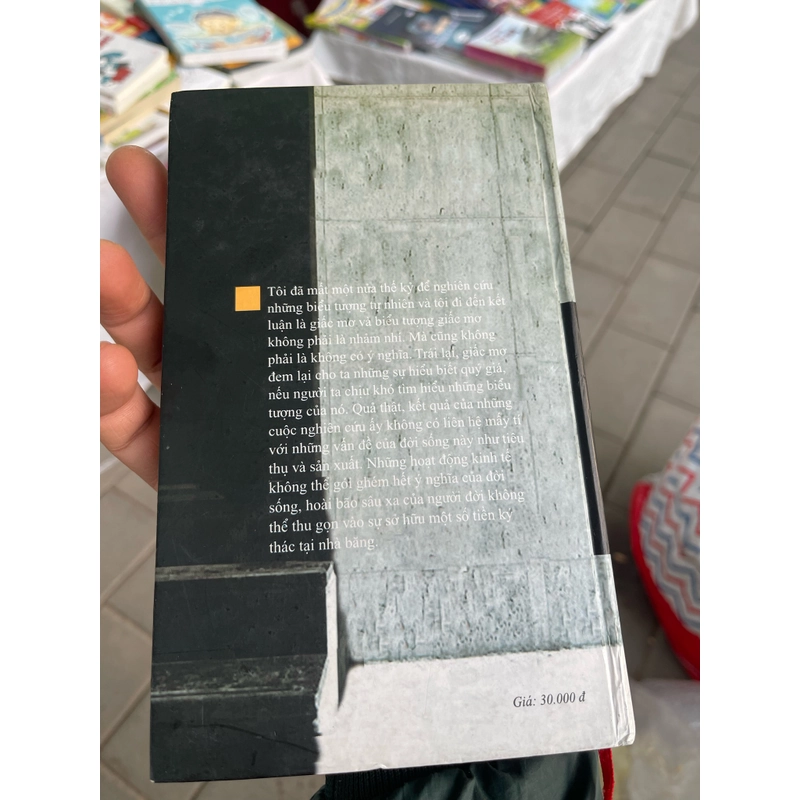 Tôi đã mất một nửa thế kỷ để nghiên cứu
những biểu tượng tự nhiên và tôi đi đến kết
luận là giấc mơ và biểu tượng giấc mơ
không phải là nhảm nhí. Mà cũng không
phải là không có ý nghĩa. Trái lại, giấc mơ
đem lại cho ta những sự hiểu biết quý giá,
nếu người ta chịu khó tìm hiểu những biểu
tượng của nó. Quả thật, kết quả của những
cuộc nghiên cứu ấy không có liên hệ mấy tí
với những vấn đề của đời sống này như tiêu
thụ và sản xuất. Những hoạt động kinh tế
không thể gói ghém hết ý nghĩa của đời
sống, hoài bão sâu xa của người đời không
thể thu gọn vào sự sở hữu một số tiền ký
thác tại nhà băng.
Giá: 30.000 đ